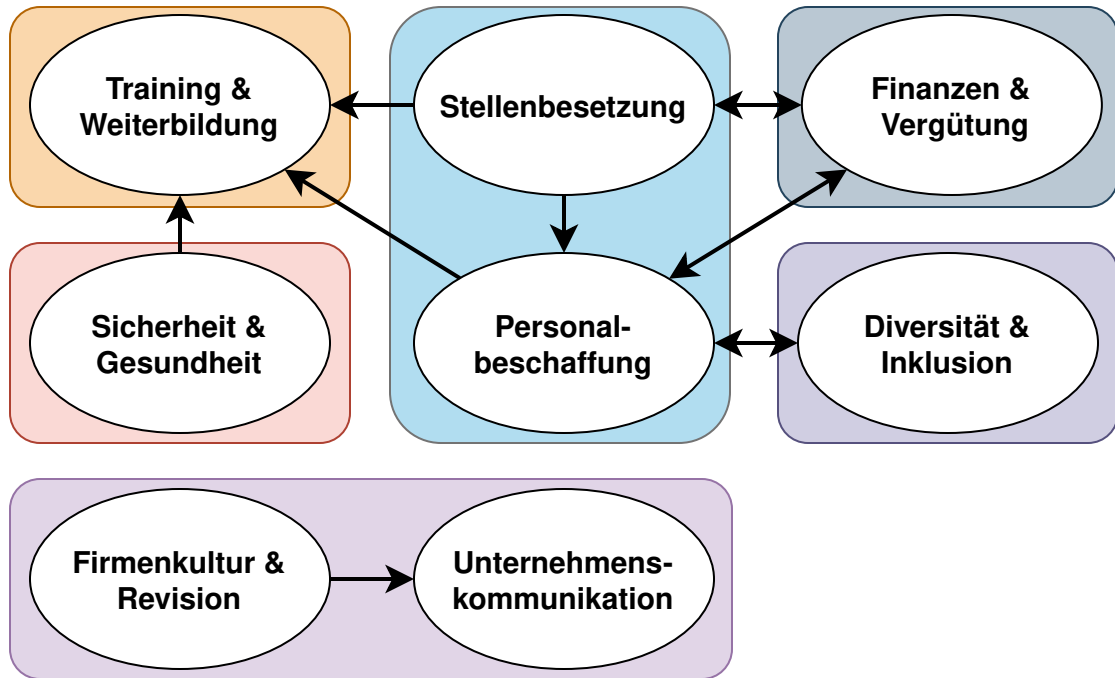 Training &
Weiterbildung
Stellenbesetzung
Finanzen &
Vergütung
Sicherheit &
Gesundheit
Personal-
beschaffung
Diversität &
Inklusion
Firmenkultur &
Revision
Unternehmens-
kommunikation